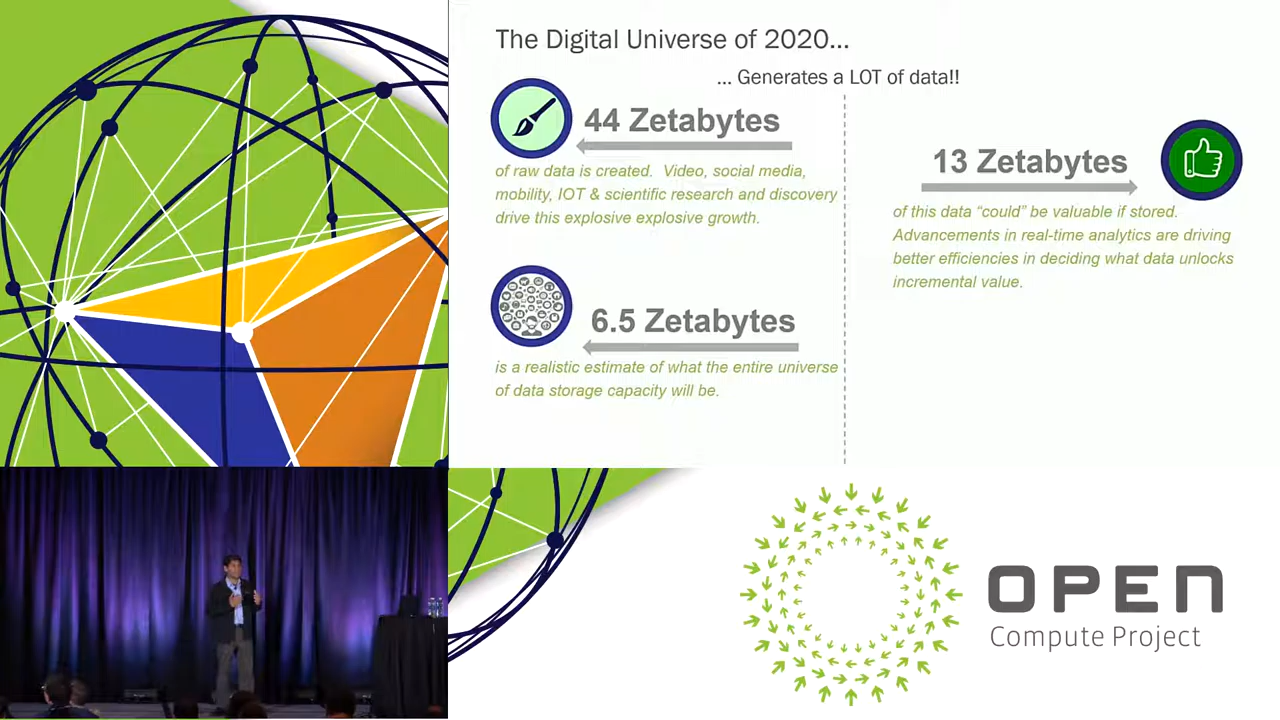 The Digital Universe of 2020...
... Generates a LOT of data!!
44 Zetabytes
of raw data is created. Video, social media,
mobility, IOT & scientific research and discovery
drive this explosive explosive growth.
6.5 Zetabytes
is a realistic estimate of what the entire universe
of data storage capacity will be.
13 Zetabytes
of this data “could” be valuable if stored.
Advancements in real-time analytics are driving
better efficiencies in deciding what data unlocks
incremental value.
OPEN
Compute Project